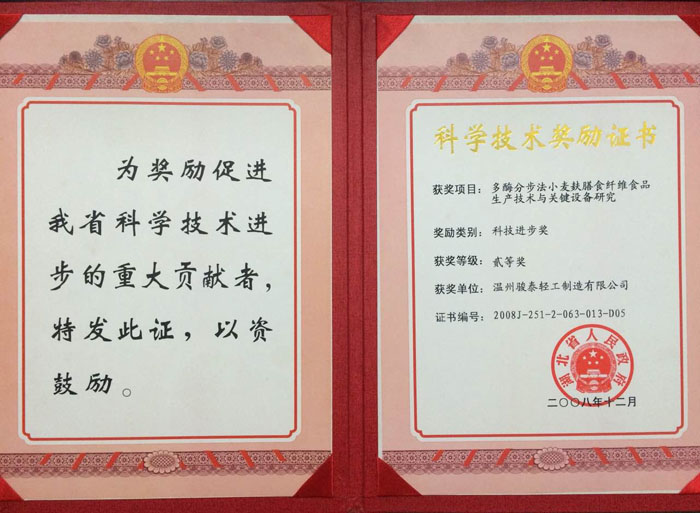 为奖励促进
我省科学技术进
步的重大贡献者，
特发此证，以资
鼓励。
科学技术奖励证书
获奖项目：多酶分步法小麦麸膳食纤维食品
生产技术与关键设备研究
奖励类别：科技进步奖
获奖等级：贰等奖
获奖单位：温州骏泰轻工制造有限公司
证书编号：2008J-251-2-063-013-D05
湖北省人民政府
二〇〇八年十二月